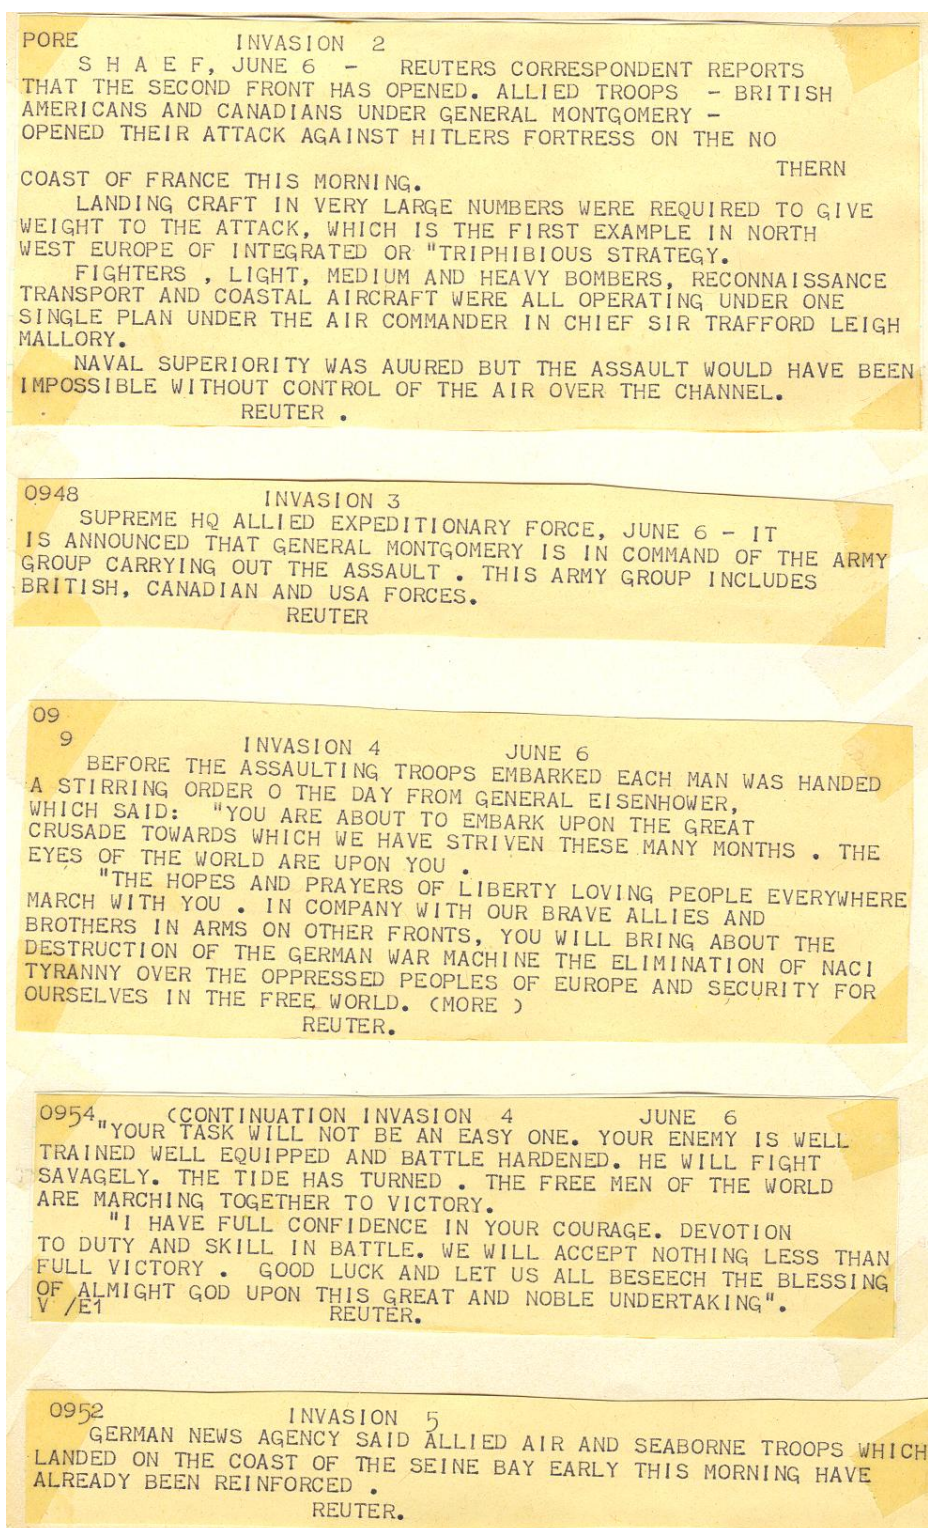 PORE INVASION 2
S H A E F, JUNE 6 - REUTERS CORRESPONDENT REPORTS
THAT THE SECOND FRONT HAS OPENED. ALLIED TROOPS - BRITISH
AMERICANS AND CANADIANS UNDER GENERAL MONTGOMERY -
OPENED THEIR ATTACK AGAINST HITLERS FORTRESS ON THE NO
THERN
COAST OF FRANCE THIS MORNING.
LANDING CRAFT IN VERY LARGE NUMBERS WERE REQUIRED TO GIVE
WEIGHT TO THE ATTACK, WHICH IS THE FIRST EXAMPLE IN NORTH
WEST EUROPE OF INTEGRATED OR "TRIPHIBIOUS STRATEGY.
FIGHTERS , LIGHT, MEDIUM AND HEAVY BOMBERS, RECONNAISSANCE
TRANSPORT AND COASTAL AIRCRAFT WERE ALL OPERATING UNDER ONE
SINGLE PLAN UNDER THE AIR COMMANDER IN CHIEF SIR TRAFFORD LEIGH
MALLORY.
NAVAL SUPERIORITY WAS AUURED BUT THE ASSAULT WOULD HAVE BEEN
IMPOSSIBLE WITHOUT CONTROL OF THE AIR OVER THE CHANNEL.
REUTER .
0948 INVASION 3
SUPREME HQ ALLIED EXPEDITIONARY FORCE, JUNE 6 - IT
IS ANNOUNCED THAT GENERAL MONTGOMERY IS IN COMMAND OF THE ARMY
GROUP CARRYING OUT THE ASSAULT . THIS ARMY GROUP INCLUDES
BRITISH, CANADIAN AND USA FORCES.
REUTER
09
9 INVASION 4 JUNE 6
BEFORE THE ASSAULTING TROOPS EMBARKED EACH MAN WAS HANDED
A STIRRING ORDER O THE DAY FROM GENERAL EISENHOWER,
WHICH SAID: "YOU ARE ABOUT TO EMBARK UPON THE GREAT
CRUSADE TOWARDS WHICH WE HAVE STRIVEN THESE MANY MONTHS . THE
EYES OF THE WORLD ARE UPON YOU .
"THE HOPES AND PRAYERS OF LIBERTY LOVING PEOPLE EVERYWHERE
MARCH WITH YOU . IN COMPANY WITH OUR BRAVE ALLIES AND
BROTHERS IN ARMS ON OTHER FRONTS, YOU WILL BRING ABOUT THE
DESTRUCTION OF THE GERMAN WAR MACHINE THE ELIMINATION OF NACI
TYRANNY OVER THE OPPRESSED PEOPLES OF EUROPE AND SECURITY FOR
OURSELVES IN THE FREE WORLD. (MORE )
REUTER.
0954 (CONTINUATION INVASION 4 JUNE 6
"YOUR TASK WILL NOT BE AN EASY ONE. YOUR ENEMY IS WELL
TRAINED WELL EQUIPPED AND BATTLE HARDENED. HE WILL FIGHT
SAVAGELY. THE TIDE HAS TURNED . THE FREE MEN OF THE WORLD
ARE MARCHING TOGETHER TO VICTORY.
"I HAVE FULL CONFIDENCE IN YOUR COURAGE. DEVOTION
TO DUTY AND SKILL IN BATTLE. WE WILL ACCEPT NOTHING LESS THAN
FULL VICTORY . GOOD LUCK AND LET US ALL BESEECH THE BLESSING
OF ALMIGHT GOD UPON THIS GREAT AND NOBLE UNDERTAKING".
V /E1 REUTER.
0952 INVASION 5
GERMAN NEWS AGENCY SAID ALLIED AIR AND SEABORNE TROOPS WHICH
LANDED ON THE COAST OF THE SEINE BAY EARLY THIS MORNING HAVE
ALREADY BEEN REINFORCED .
REUTER.